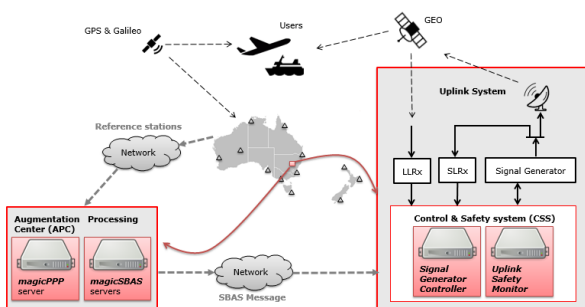 GPS & Galileo
Users
GEO
Uplink System
Reference stations
Network
LLRx
SLRx
Signal Generator
Augmentation
Center (APC)
Processing
magicPPP
server
magicSBAS
servers
Network
SBAS Message
Control & Safety system (CSS)
Signal
Generator
Controller
Uplink
Safety
Monitor